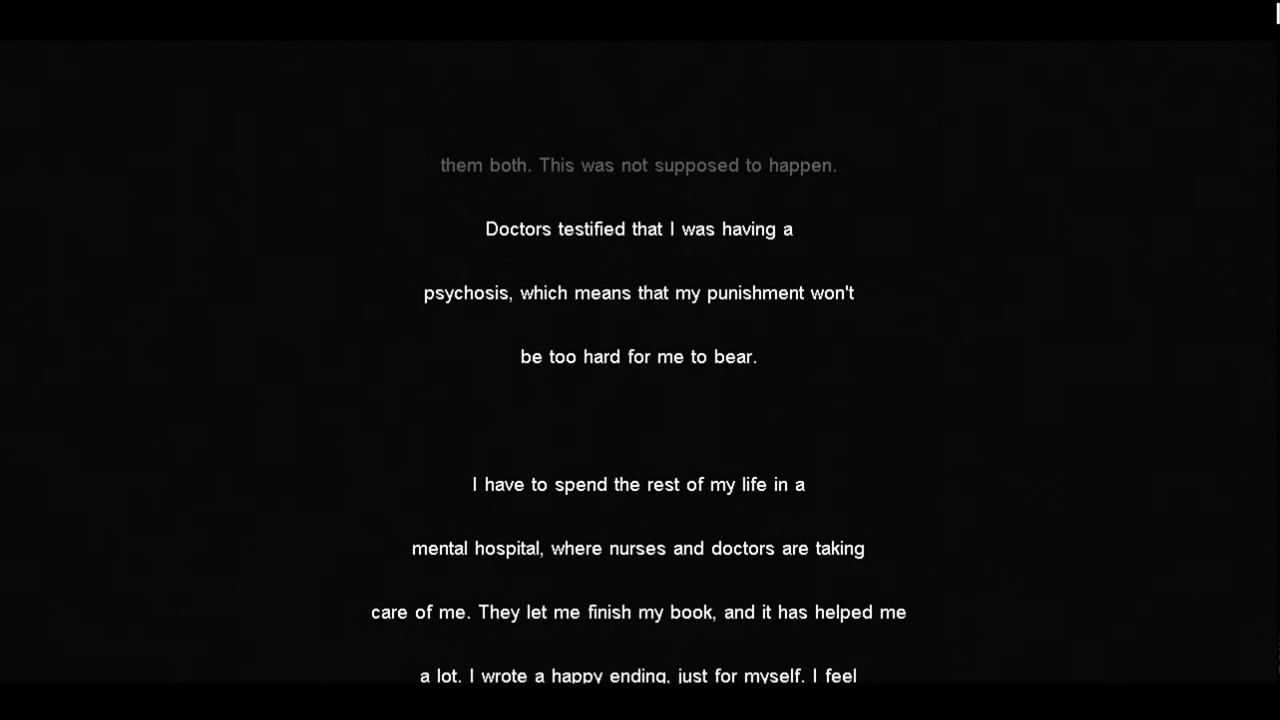 them both. This was not supposed to happen.
Doctors testified that I was having a
psychosis, which means that my punishment won't
be too hard for me to bear.
I have to spend the rest of my life in a
mental hospital, where nurses and doctors are taking
care of me. They let me finish my book, and it has helped me
a lot. I wrote a happy ending, just for myself. I feel